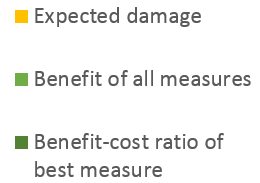 Expected damage
Benefit of all measures
Benefit-cost ratio of
best measure